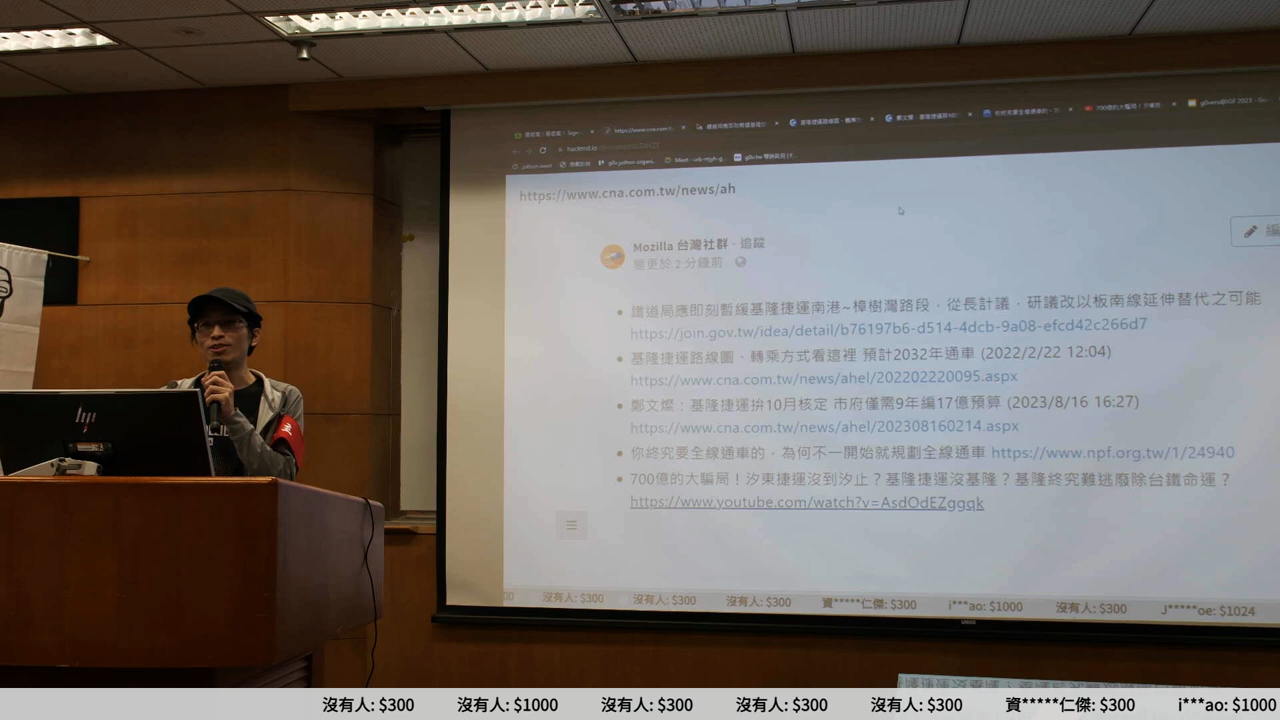 https://www.cna.com.tw/news/ah
Mozilla 台灣社群 · 追蹤
變更於 2 分鐘前
編
• 鐵道局應即刻暫緩基隆捷運南港~樟樹灣路段，從長計議，研議改以板南線延伸替代之可能
https://join.gov.tw/idea/detail/b76197b6-d514-4dcb-9a08-efcd42c266d7
• 基隆捷運路線圖、轉乘方式看這裡 預計2032年通車 (2022/2/22 12:04)
https://www.cna.com.tw/news/ahel/202202220095.aspx
• 鄭文燦：基隆捷運拚10月核定 市府僅需9年編17億預算 (2023/8/16 16:27)
https://www.cna.com.tw/news/ahel/202308160214.aspx
• 你終究要全線通車的，為何不一開始就規劃全線通車 https://www.npf.org.tw/1/24940
• 700億的大騙局！汐東捷運沒到汐止？基隆捷運沒基隆？基隆終究難逃廢除台鐵命運？
https://www.youtube.com/watch?v=AsdOdEZggqk
00 沒有人: $300 沒有人: $300 沒有人: $300 資*****仁傑: $300 i***ao: $1000 沒有人: $300 J*****oe: $1024
hp
主
沒有人: $300 沒有人: $1000 沒有人: $300 沒有人: $300 沒有人: $300 資*****仁傑: $300 i***ao: $1000